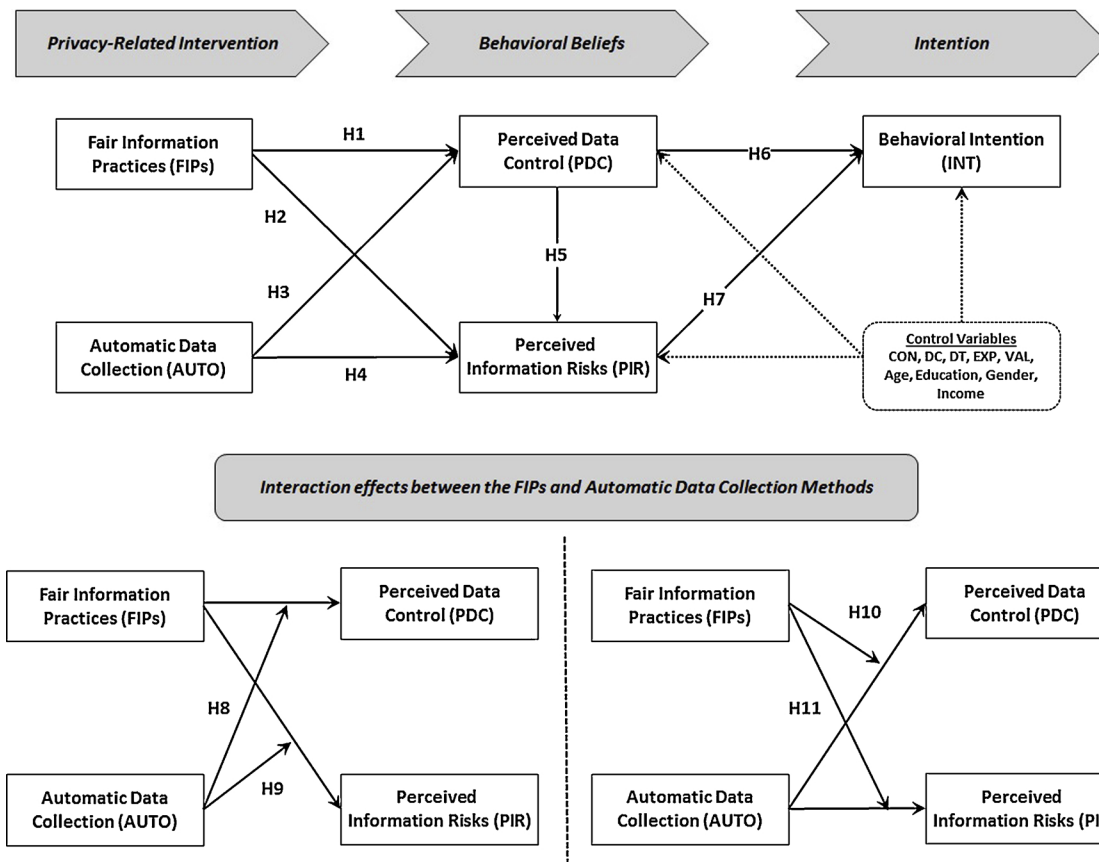 Privacy-Related Intervention
Behavioral Beliefs
Intention
Fair Information
Practices (FIPs)
H1
Perceived Data
Control (PDC)
H6
Behavioral Intention
(INT)
H2
H5
H3
H7
Automatic Data
Collection (AUTO)
H4
Perceived
Information Risks (PIR)
Control Variables
CON, DC, DT, EXP, VAL,
Age, Education, Gender,
Income
Interaction effects between the FIPs and Automatic Data Collection Methods
Fair Information
Practices (FIPs)
Perceived Data
Control (PDC)
H8
H9
Automatic Data
Collection (AUTO)
Perceived
Information Risks (PIR)
Fair Information
Practices (FIPs)
H10
Perceived Data
Control (PDC)
H11
Automatic Data
Collection (AUTO)
Perceived
Information Risks (PI